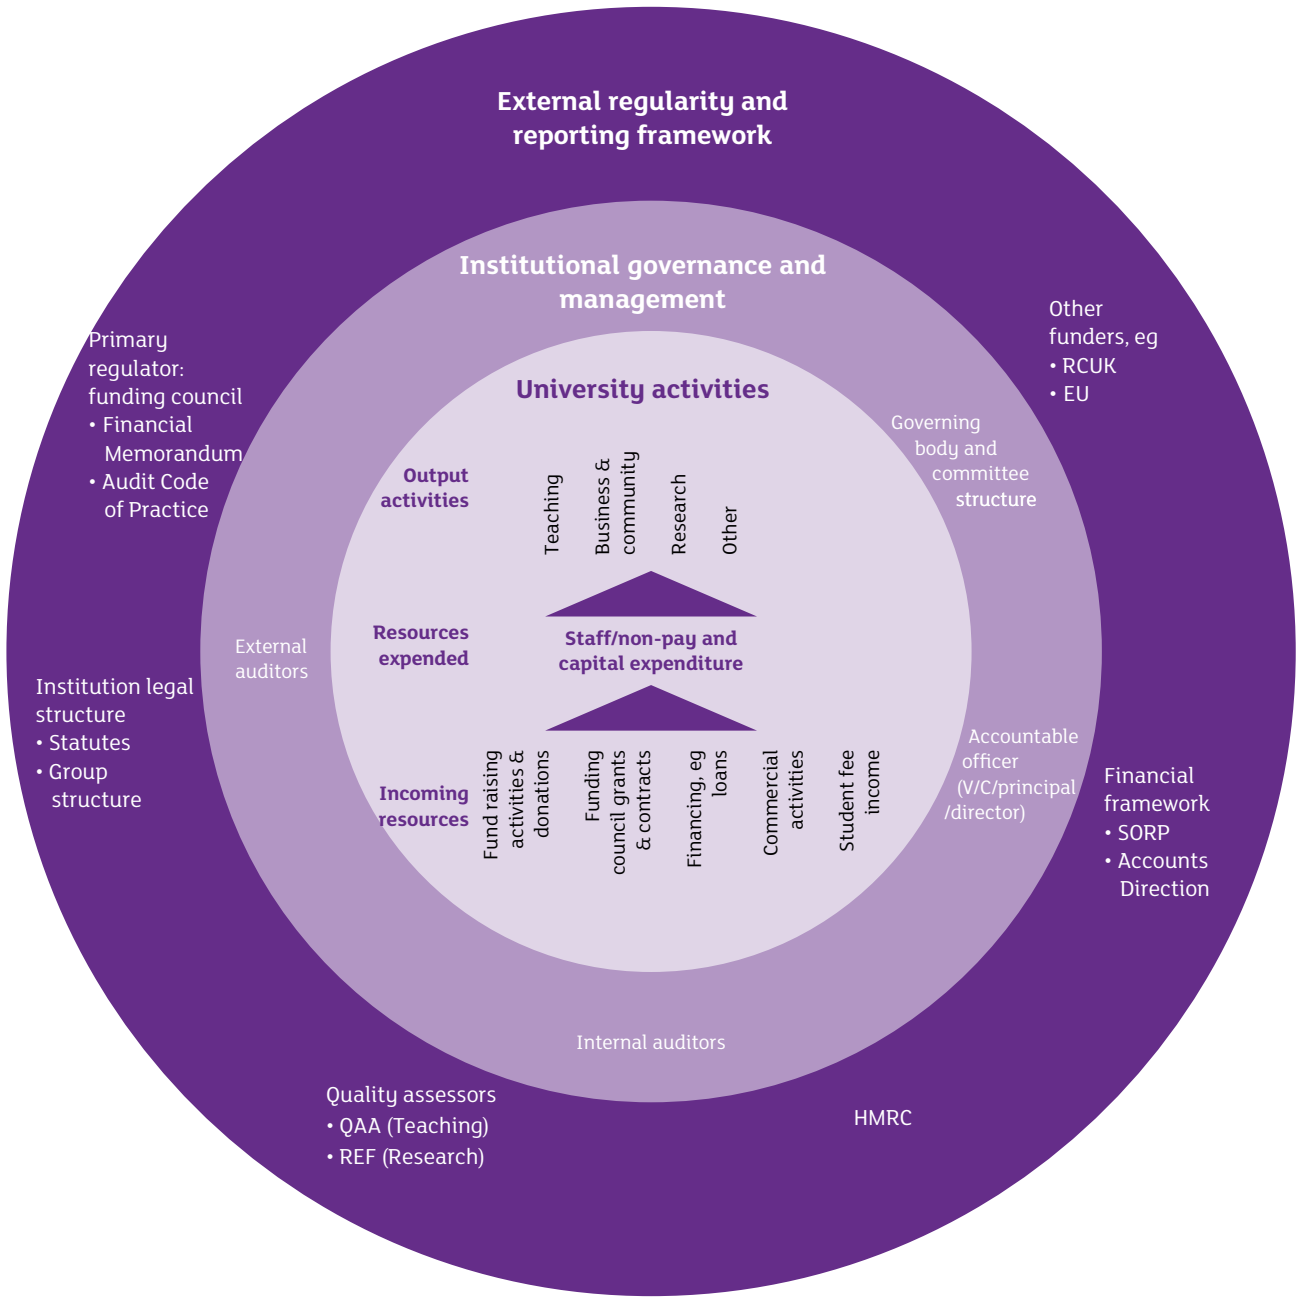 External regularity and
reporting framework
Institutional governance and
management
University activities
Other
funders, eg
• RCUK
• EU
Primary
regulator:
funding council
• Financial
Memorandum
• Audit Code
of Practice
Governing
body and
committee
structure
Output
activities
Teaching
Business &
community
Research
Other
Resources
expended
Staff/non-pay and
capital expenditure
External
auditors
Institution legal
structure
• Statutes
• Group
structure
Incoming
resources
Fund raising
activities &
donations
Funding
council grants
& contracts
Financing, eg
loans
Commercial
activities
Student fee
income
Accountable
officer
(V/C/principal
/director)
Financial
framework
• SORP
• Accounts
Direction
Internal auditors
Quality assessors
• QAA (Teaching)
• REF (Research)
HMRC